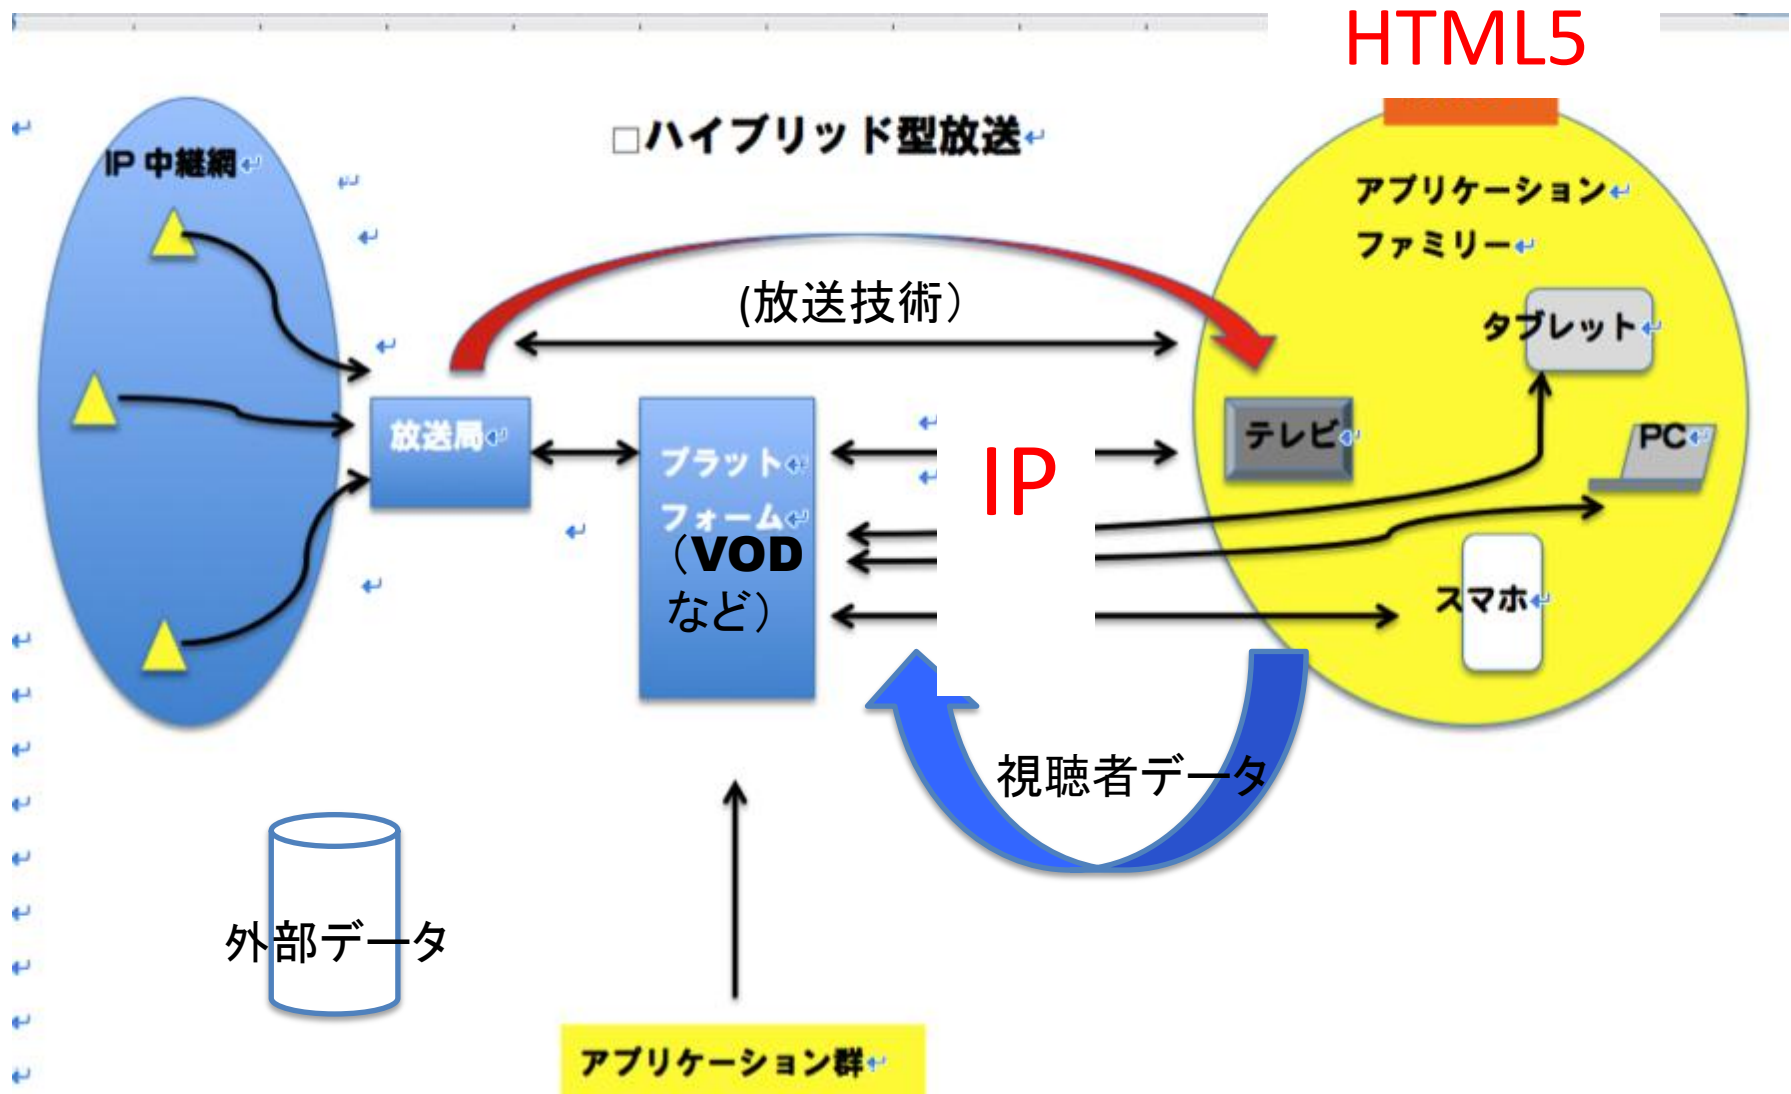 HTML5
□ハイブリッド型放送
IP 中継網
アプリケーション
ファミリー
(放送技術）
タブレット
放送局
テレビ
PC
プラット
フォーム
（VOD
など）
IP
スマホ
視聴者データ
外部データ
アプリケーション群